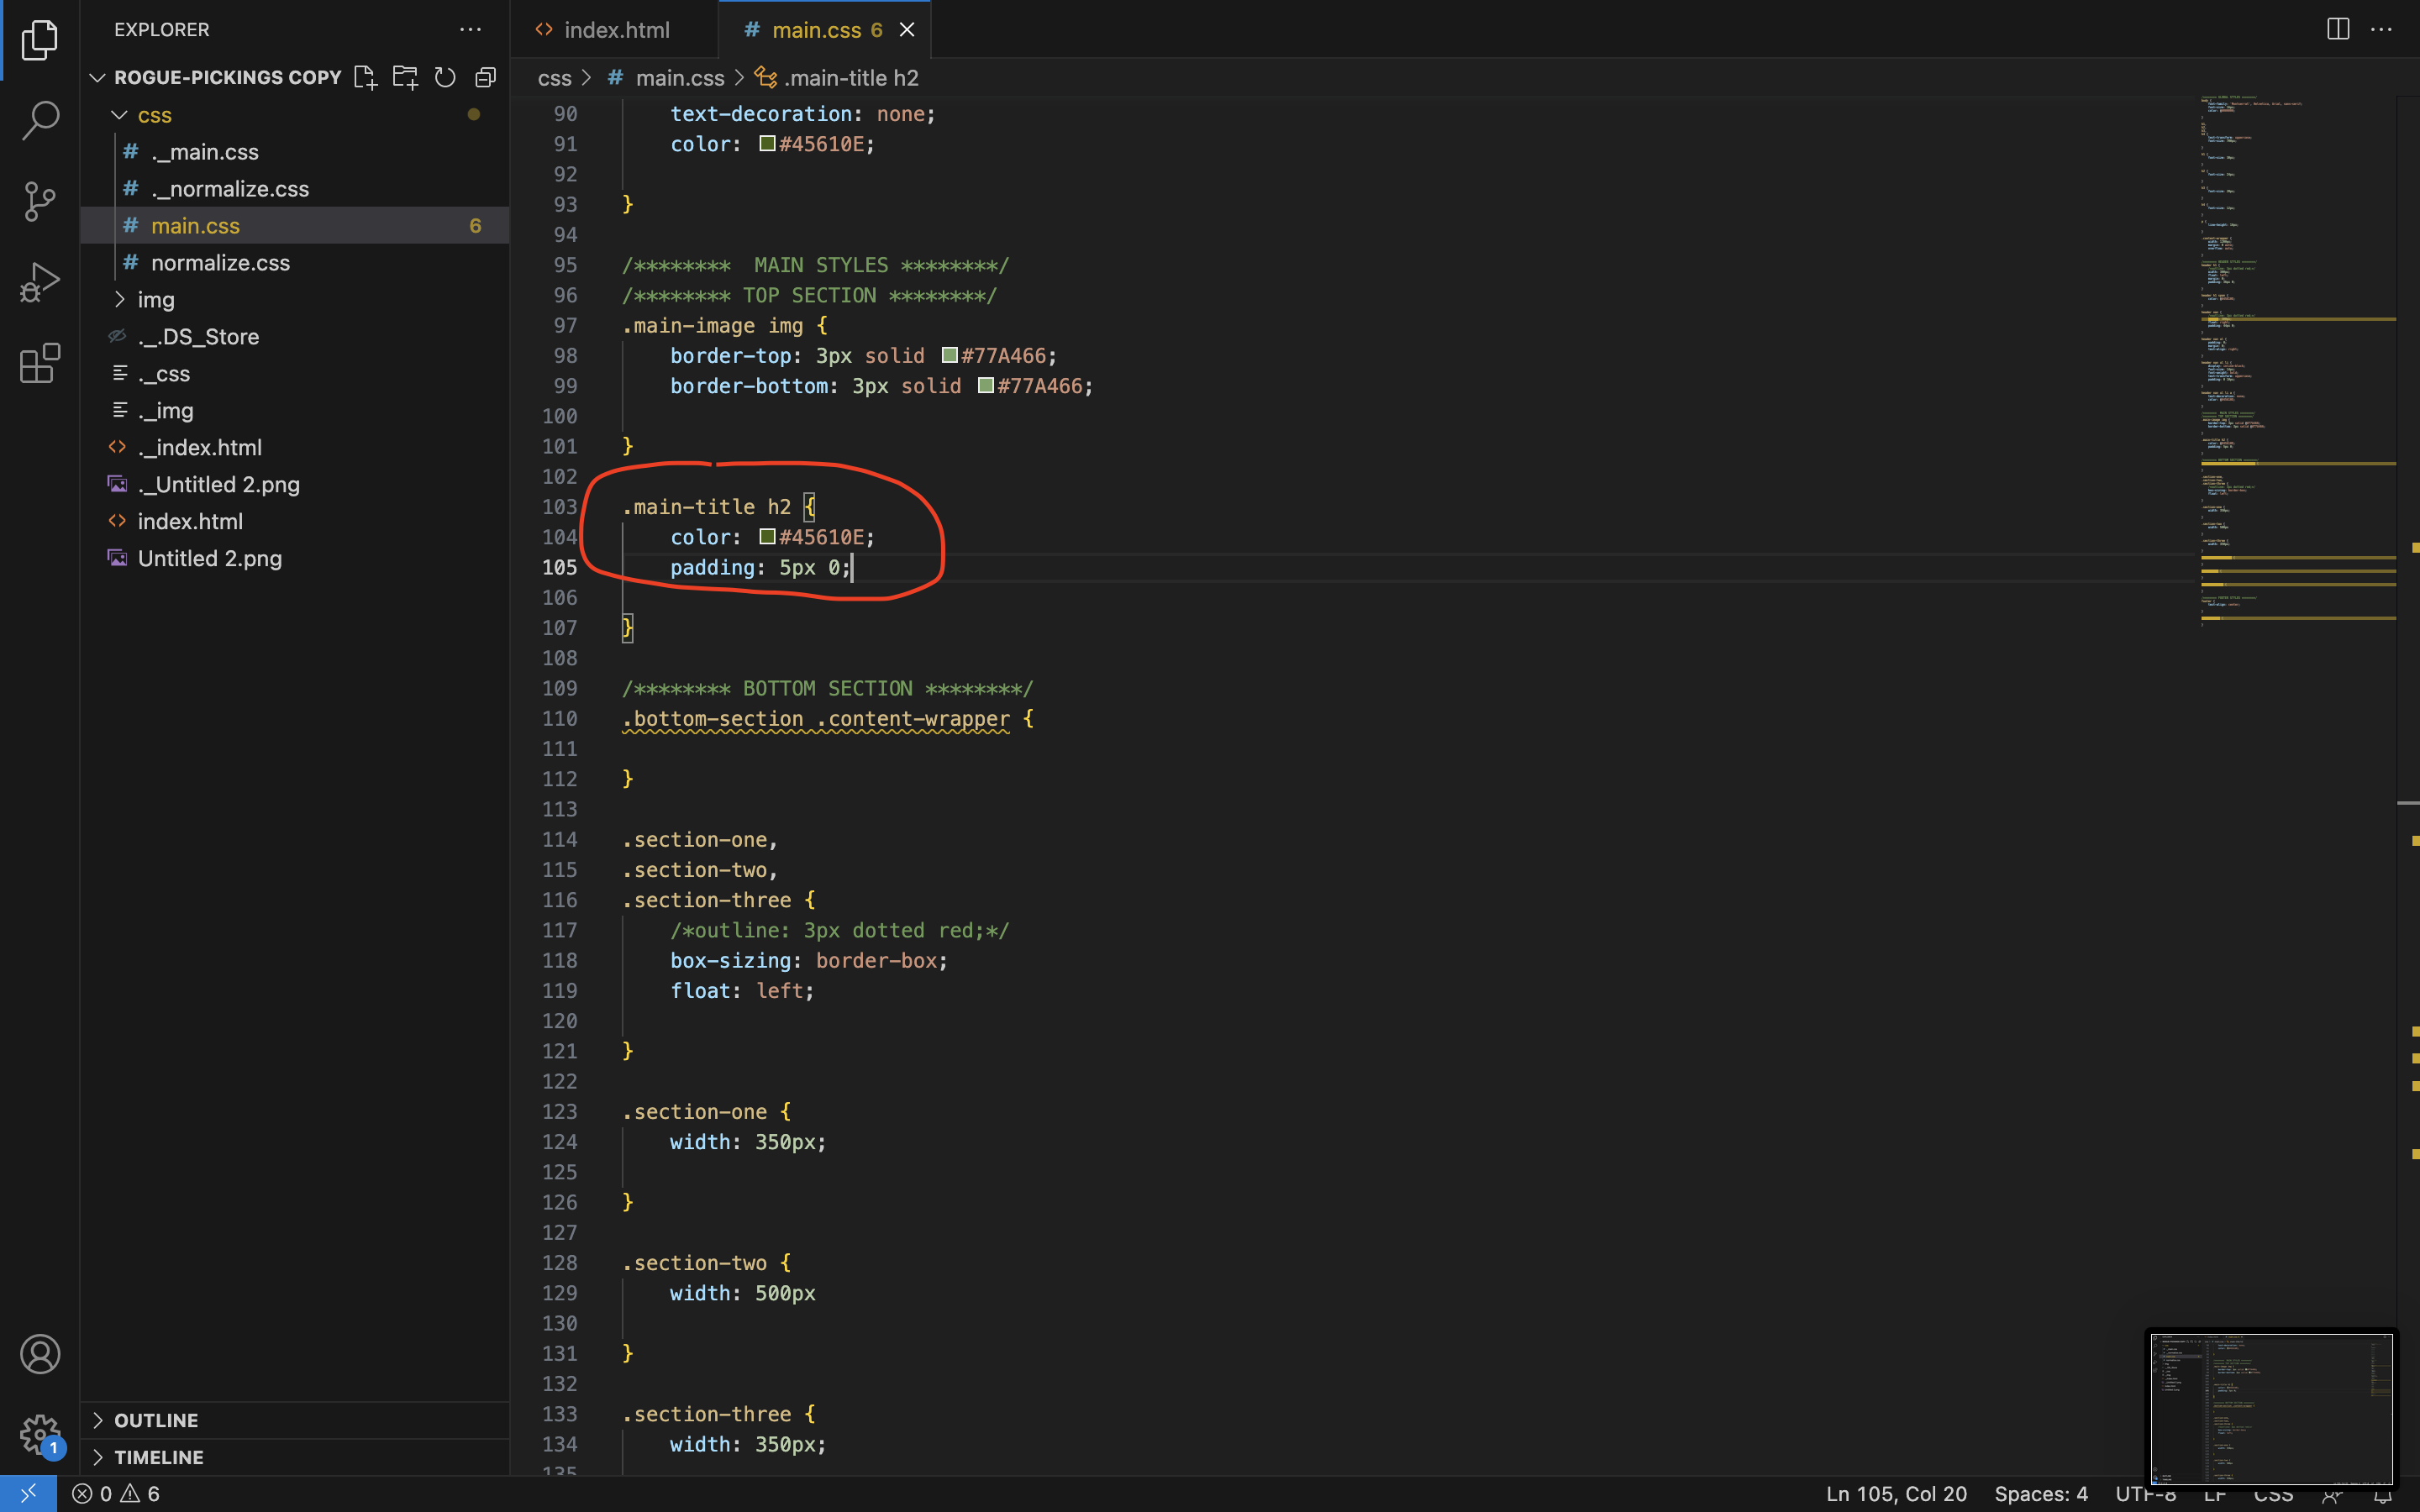 EXPLORER
index.html
main.css 6
ROGUE-PICKINGS COPY
css > # main.css > .main-title h2
css
._main.css
._normalize.css
main.css 6
normalize.css
img
._.DS_Store
._css
._img
._index.html
._Untitled 2.png
index.html
Untitled 2.png
OUTLINE
TIMELINE
90 text-decoration: none;
91 color: #45610E;
92
93 }
94
95 /******** MAIN STYLES ********/
96 /******** TOP SECTION ********/
97 .main-image img {
98 border-top: 3px solid #77A466;
99 border-bottom: 3px solid #77A466;
100
101 }
102
103 .main-title h2 {
104 color: #45610E;
105 padding: 5px 0;
106
107 }
108
109 /******** BOTTOM SECTION ********/
110 .bottom-section .content-wrapper {
111
112 }
113
114 .section-one,
115 .section-two,
116 .section-three {
117 /*outline: 3px dotted red;*/
118 box-sizing: border-box;
119 float: left;
120
121 }
122
123 .section-one {
124 width: 350px;
125
126 }
127
128 .section-two {
129 width: 500px
130
131 }
132
133 .section-three {
134 width: 350px;
135
1
0 6
Ln 105, Col 20 Spaces: 4 UTF-8 LF CSS